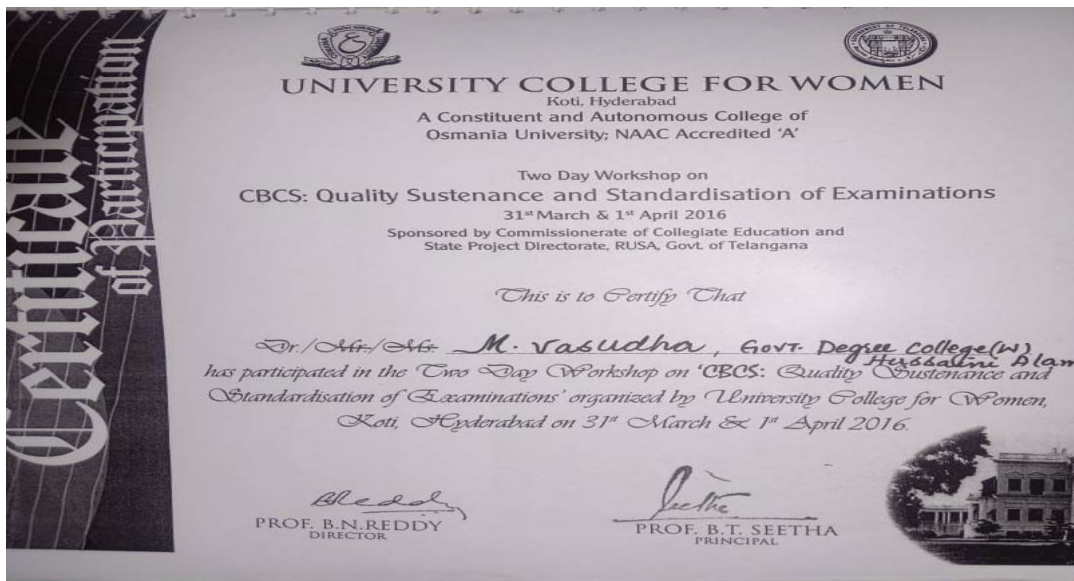 Certificate
of Participation
UNIVERSITY COLLEGE FOR WOMEN
Koti, Hyderabad
A Constituent and Autonomous College of
Osmania University; NAAC Accredited 'A'
Two Day Workshop on
CBCS: Quality Sustenance and Standardisation of Examinations
31st March & 1st April 2016
Sponsored by Commissionerate of Collegiate Education and
State Project Directorate, RUSA, Govt. of Telangana
This is to Certify That
Dr./Mr./Ms. M. Vasudha, Govt. Degree College(W)
Hussaini Alam
has participated in the Two Day Workshop on 'CBCS: Quality Sustenance and
Standardisation of Examinations' organized by University College for Women,
Koti, Hyderabad on 31st March & 1st April 2016.
BReddy
Seetha
PROF. B.N.REDDY
DIRECTOR
PROF. B.T. SEETHA
PRINCIPAL